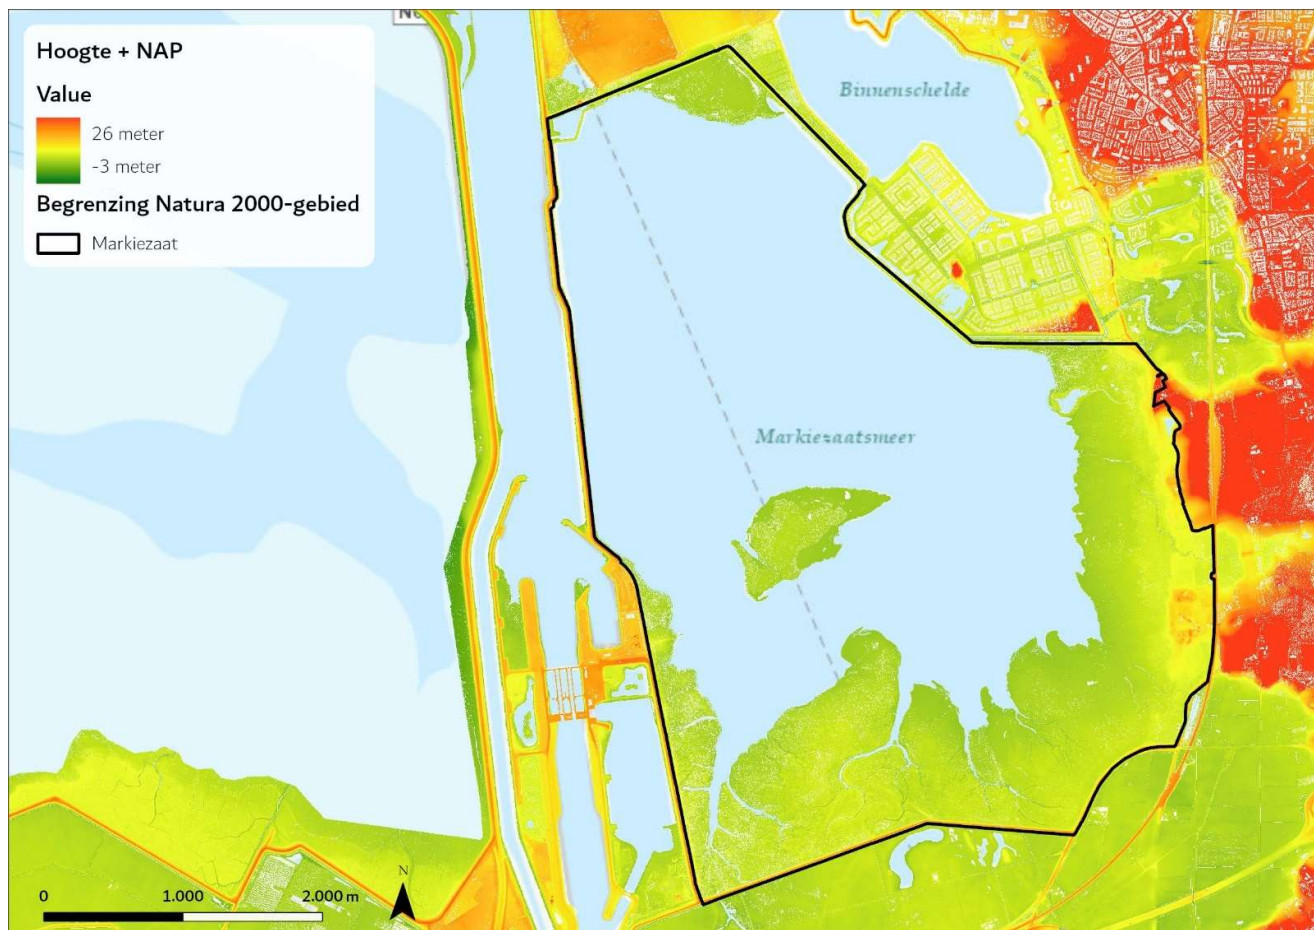 Hoogte + NAP
Value
26 meter
-3 meter
Begrenzing Natura 2000-gebied
Markiezaat
Binnenschelde
Markiezaatsmeer
N
0 1.000 2.000 m